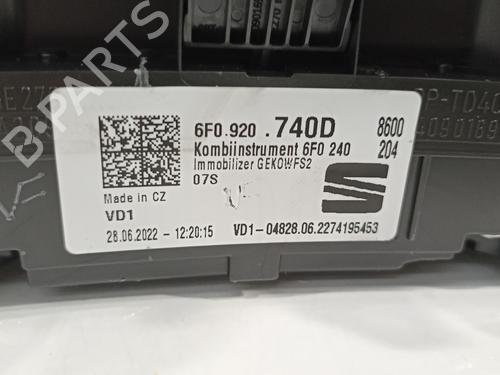 6F0.920 .740D 8600
Kombiinstrument 6F0 240 204
Immobilizer GEKOWFS2
07S
Made in CZ
VD1
28.06.2022 - 12:20:15 VD1-04828.06.2274195453
B-PARTS